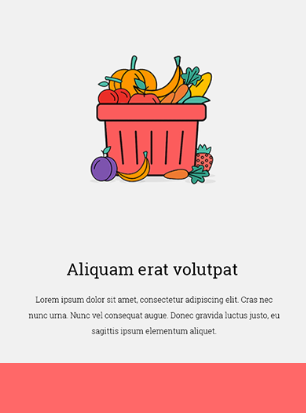 Aliquam erat volutpat
Lorem ipsum dolor sit amet, consectetur adipiscing elit. Cras nec
nunc urna. Nunc vel consequat augue. Donec gravida luctus justo, eu
sagittis ipsum elementum aliquet.